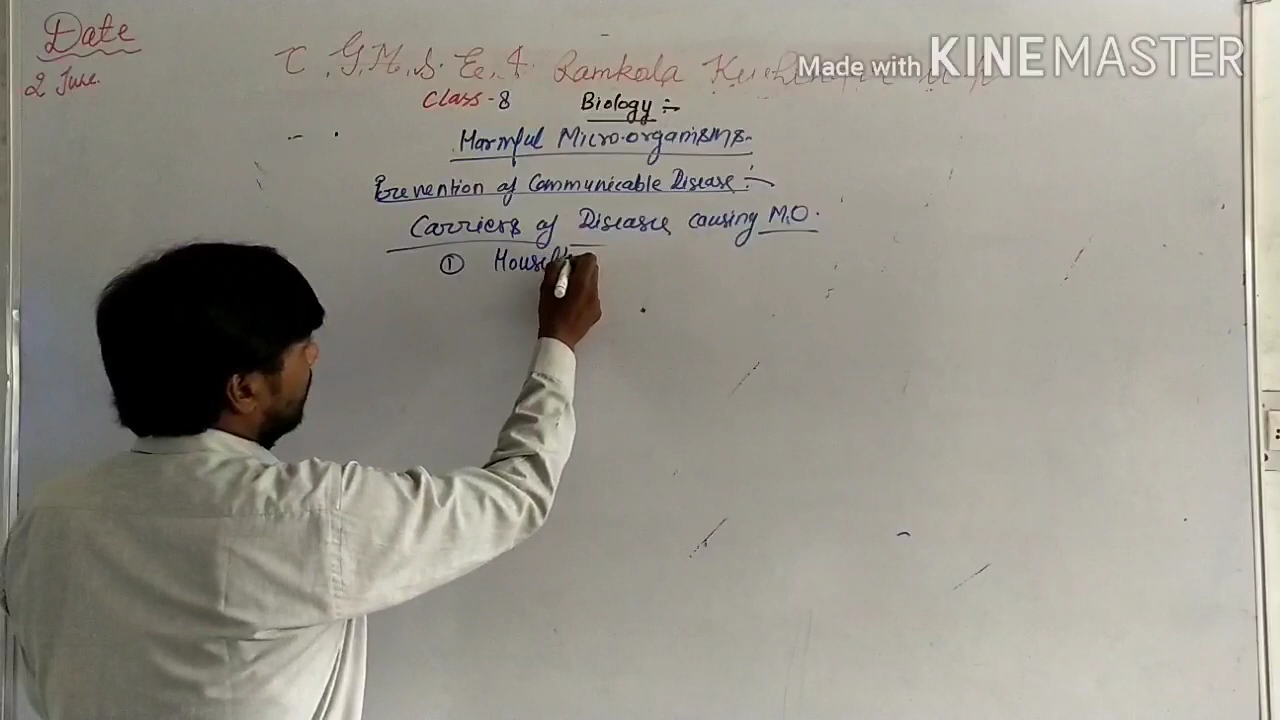 Date
2 June.
T.G.M.S. Ramkola
Made with KINEMASTER
Class-8 Biology :-
Harmful Micro-organisms.
Prevention of Communicable Disease :-
Carriers of Disease causing M.O.
① Housefl